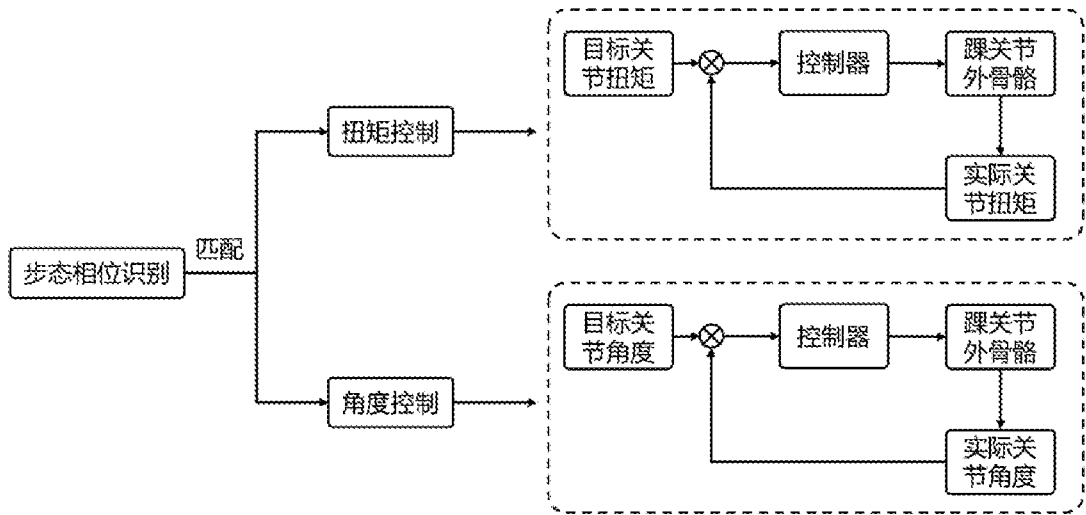 步态相位识别
匹配
扭矩控制
角度控制
目标关
节扭矩
控制器
踝关节
外骨骼
实际关
节扭矩
目标关
节角度
控制器
踝关节
外骨骼
实际关
节角度